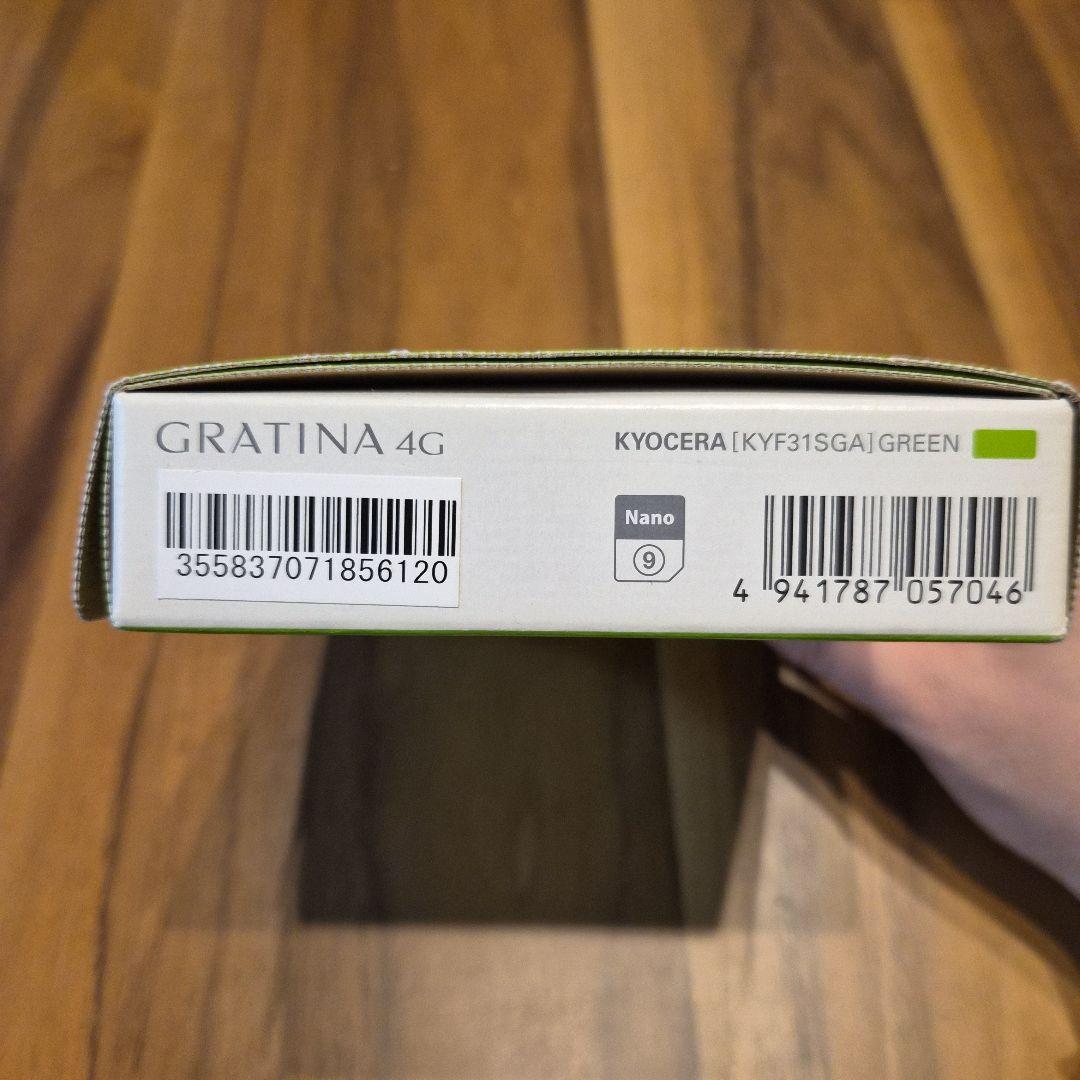 GRATINA 4G
KYOCERA [KYF31SGA] GREEN
355837071856120
Nano
9
4 941787 057046